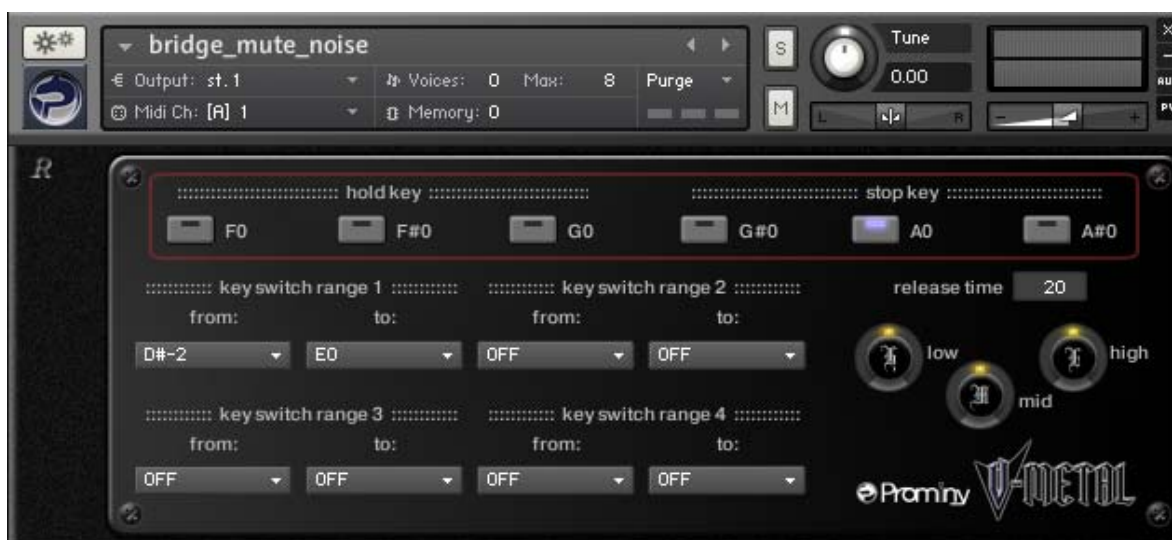 bridge_mute_noise
S
Tune
0.00
Output: st. 1
Voices: 0 Max: 8 Purge
Midi Ch: [A] 1
Memory: 0
M
L R
- +
R
hold key
stop key
F0
F#0
G0
G#0
A0
A#0
key switch range 1
key switch range 2
release time 20
from: to: from: to:
D#-2 E0 OFF OFF
low
high
mid
key switch range 3
key switch range 4
from: to: from: to:
OFF OFF OFF OFF
Prominy V-METAL